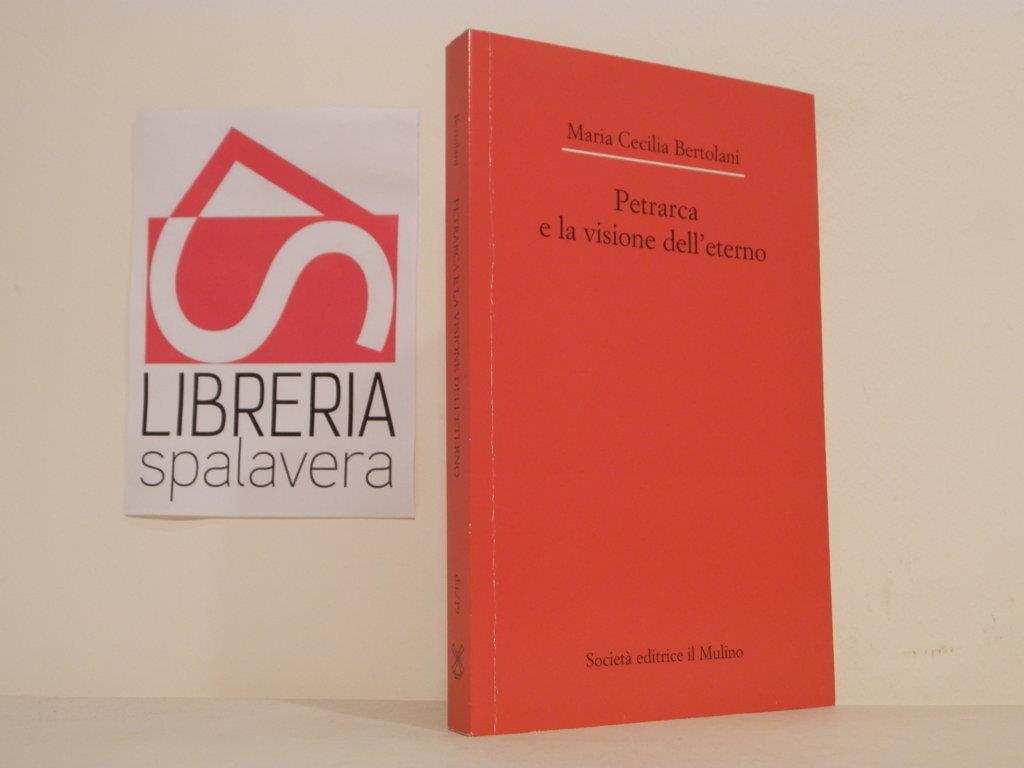 LIBRERIA
spalavera
Bertolani
PETRARCA E LA VISIONE DELL'ETERNO
Maria Cecilia Bertolani
Petrarca
e la visione dell'eterno
Società editrice il Mulino